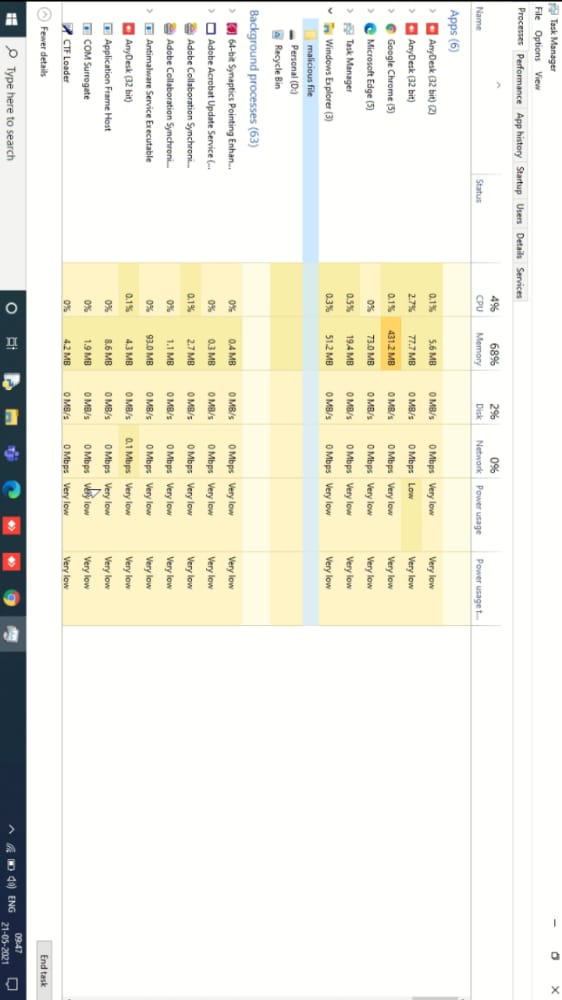 Task Manager
File Options View
Processes Performance App history Startup Users Details Services
4% 68% 2% 0%
Name Status CPU Memory Disk Network Power usage Power usage t...
Apps (6)
AnyDesk (32 bit) (2) 0.1% 5.6 MB 0 MB/s 0 Mbps Very low Very low
AnyDesk (32 bit) 2.7% 77.7 MB 0 MB/s 0 Mbps Low Very low
Google Chrome (5) 0.1% 431.2 MB 0 MB/s 0 Mbps Very low Very low
Microsoft Edge (5) 0% 73.0 MB 0 MB/s 0 Mbps Very low Very low
Task Manager 0.5% 19.4 MB 0 MB/s 0 Mbps Very low Very low
Windows Explorer (3) 0.3% 51.2 MB 0 MB/s 0 Mbps Very low Very low
malicious file
Personal (D:)
Recycle Bin
Background processes (63)
64-bit Synaptics Pointing Enhan... 0% 0.4 MB 0 MB/s 0 Mbps Very low Very low
Adobe Acrobat Update Service (... 0% 0.3 MB 0 MB/s 0 Mbps Very low Very low
Adobe Collaboration Synchroni... 0.1% 2.7 MB 0 MB/s 0 Mbps Very low Very low
Adobe Collaboration Synchroni... 0% 1.1 MB 0 MB/s 0 Mbps Very low Very low
Antimalware Service Executable 0% 93.0 MB 0 MB/s 0 Mbps Very low Very low
AnyDesk (32 bit) 0.1% 4.3 MB 0 MB/s 0.1 Mbps Very low Very low
Application Frame Host 0% 8.6 MB 0 MB/s 0 Mbps Very low Very low
COM Surrogate 0% 1.9 MB 0 MB/s 0 Mbps Very low Very low
CTF Loader 0% 4.2 MB 0 MB/s 0 Mbps Very low Very low
Fewer details End task
Type here to search ENG 09:47
21-05-2021